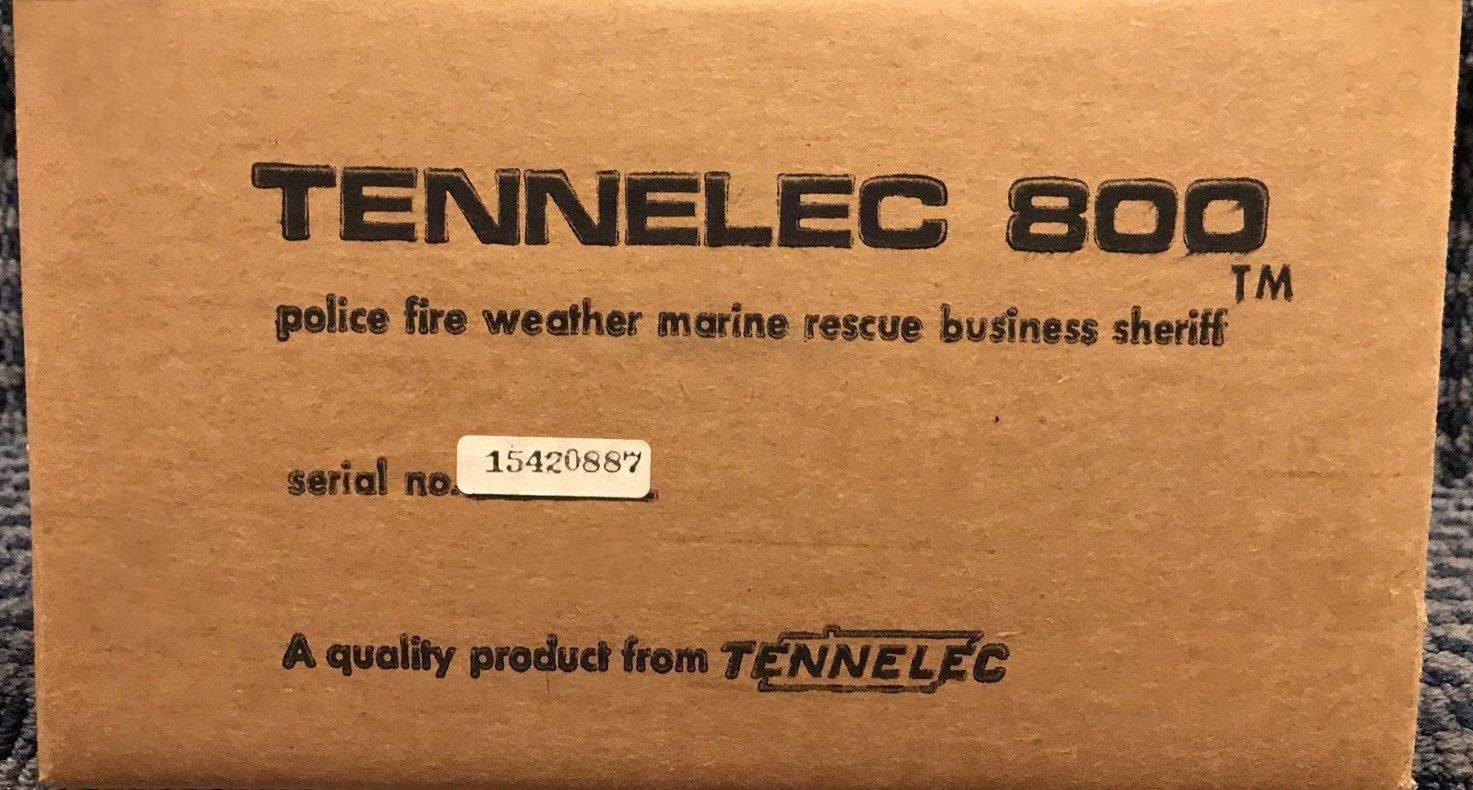 TENNELEC 800
TM
police fire weather marine rescue business sheriff
serial no. 15420887
A quality product from TENNELEC